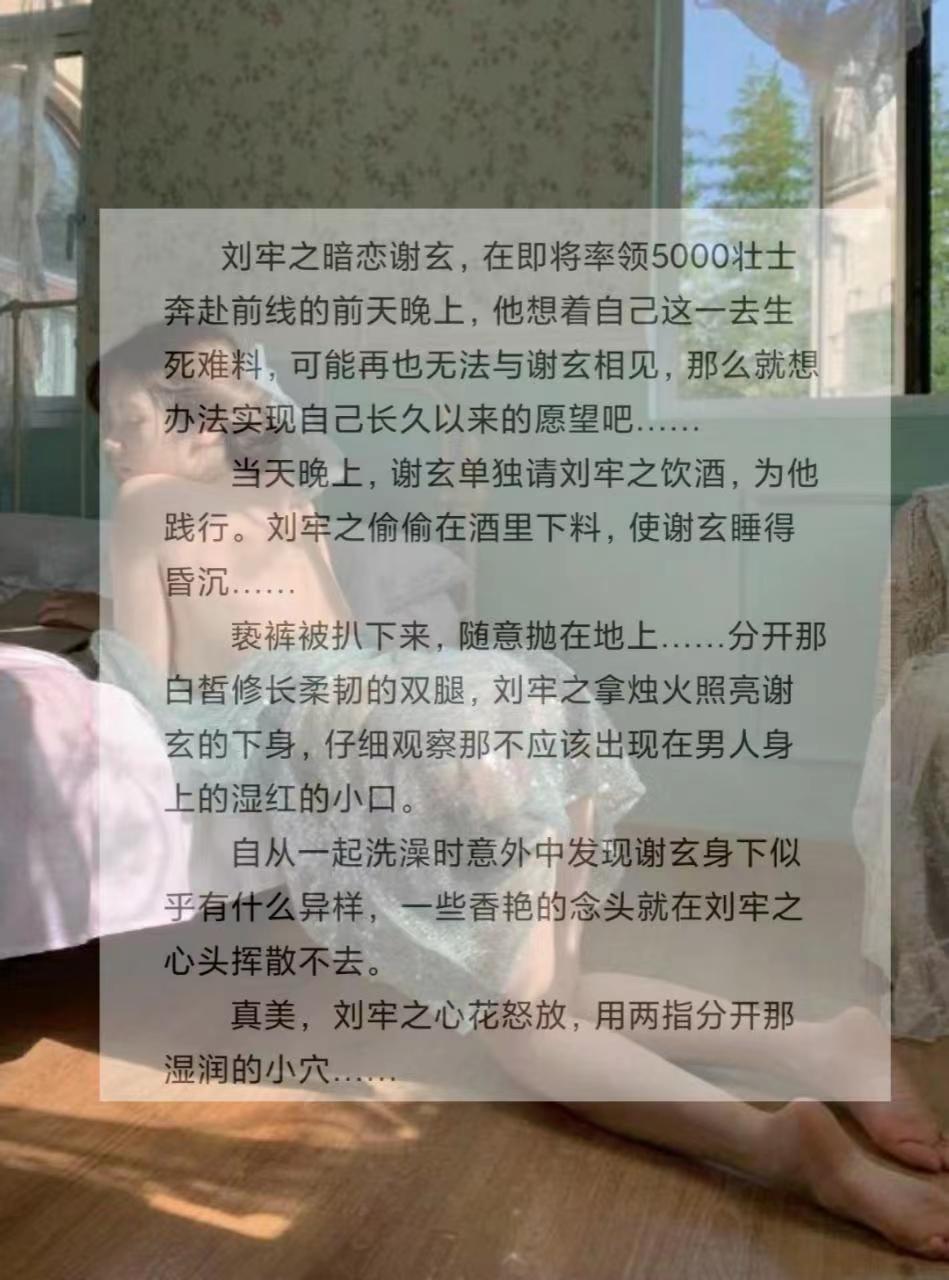 刘牢之暗恋谢玄，在即将率领5000壮士
奔赴前线的前天晚上，他想着自己这一去生
死难料，可能再也无法与谢玄相见，那么就想
办法实现自己长久以来的愿望吧……
当天晚上，谢玄单独请刘牢之饮酒，为他
践行。刘牢之偷偷在酒里下料，使谢玄睡得
昏沉……
亵裤被扒下来，随意抛在地上……分开那
白皙修长柔韧的双腿，刘牢之拿烛火照亮谢
玄的下身，仔细观察那不应该出现在男人身
上的湿红的小口。
自从一起洗澡时意外中发现谢玄身下似
乎有什么异样，一些香艳的念头就在刘牢之
心头挥散不去。
真美，刘牢之心花怒放，用两指分开那
湿润的小穴……